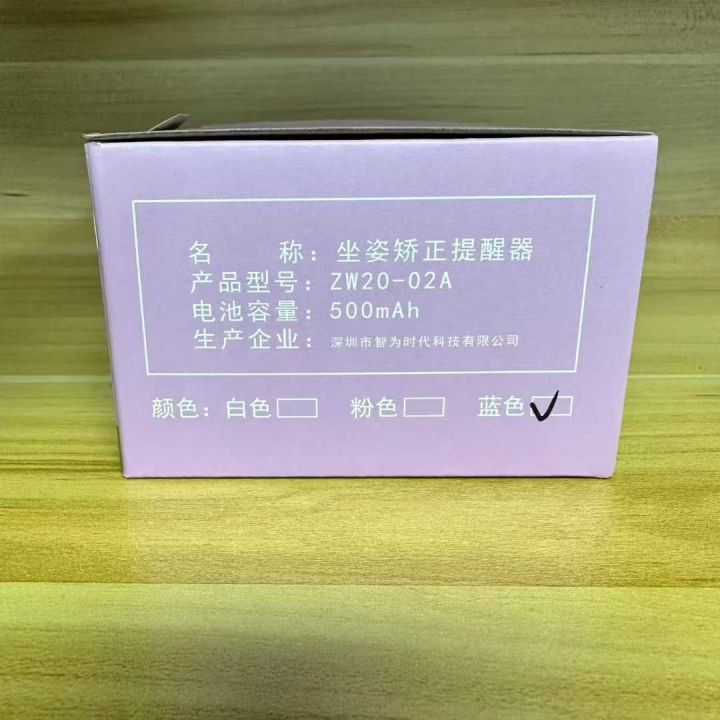 名 称：坐姿矫正提醒器
产品型号：ZW20-02A
电池容量：500mAh
生产企业：深圳市智为时代科技有限公司
颜色：白色 粉色 蓝色